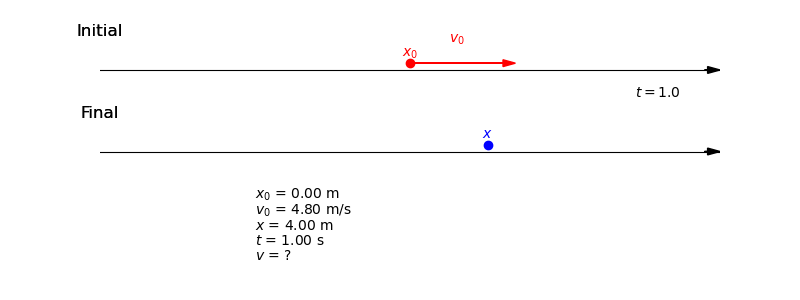 Initial
v₀
x₀
t = 1.0
Final
x
x₀ = 0.00 m
v₀ = 4.80 m/s
x = 4.00 m
t = 1.00 s
v = ?